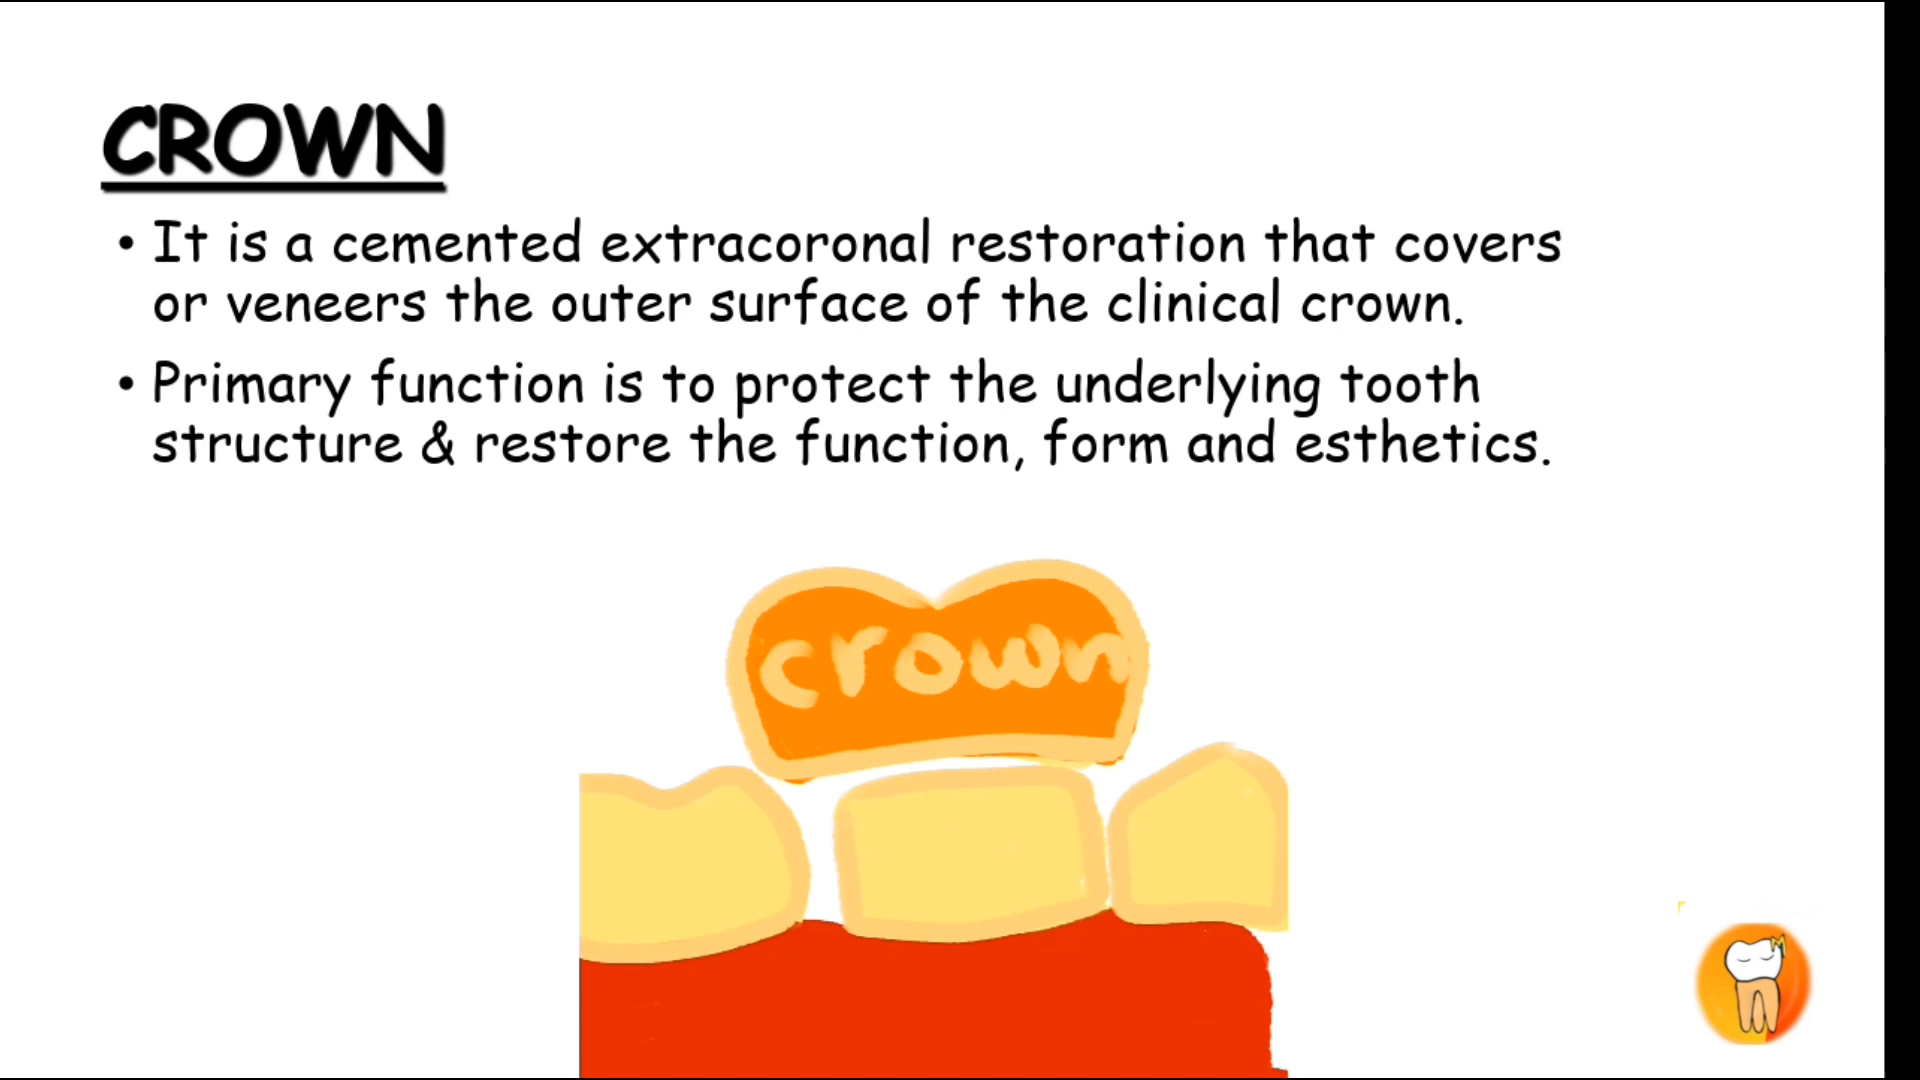 CROWN
• It is a cemented extracoronal restoration that covers
or veneers the outer surface of the clinical crown.
• Primary function is to protect the underlying tooth
structure & restore the function, form and esthetics.
crown